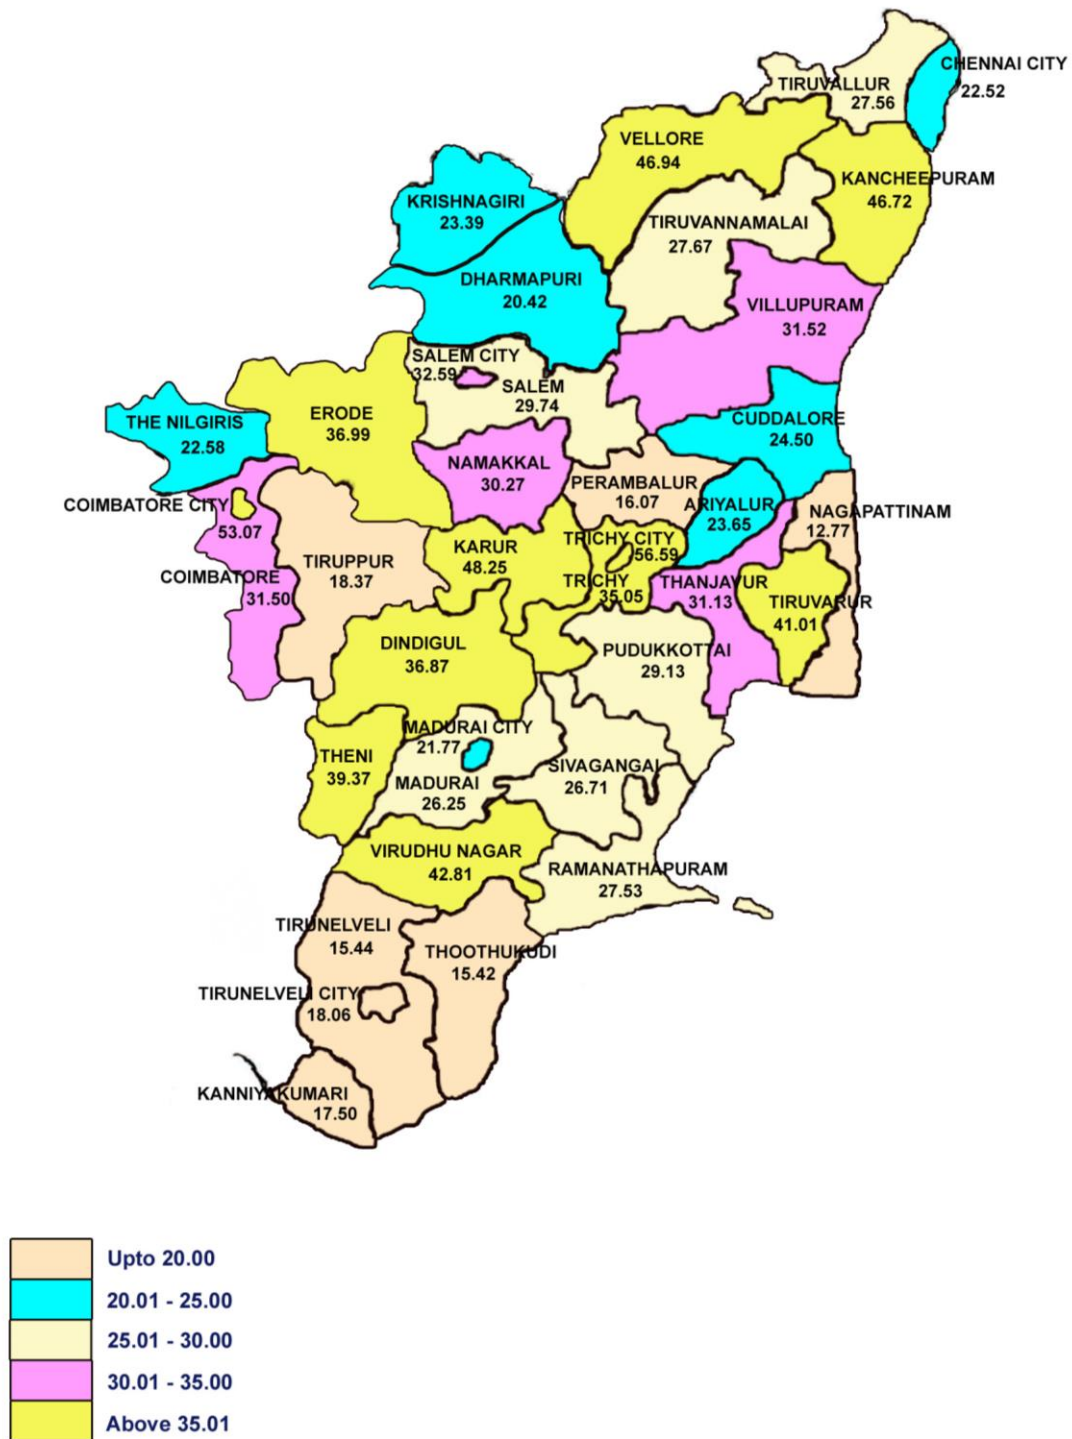 CHENNAI CITY
22.52
TIRUVALLUR
27.56
VELLORE
46.94
KANCHEEPURAM
46.72
KRISHNAGIRI
23.39
TIRUVANNAMALAI
27.67
DHARMAPURI
20.42
VILLUPURAM
31.52
SALEM CITY
32.59
SALEM
29.74
ERODE
36.99
THE NILGIRIS
22.58
CUDDALORE
24.50
NAMAKKAL
30.27
PERAMBALUR
16.07
ARIYALUR
23.65
NAGAPATTINAM
12.77
COIMBATORE CITY
53.07
KARUR
48.25
TRICHY CITY
56.59
TIRUPPUR
18.37
COIMBATORE
31.50
TRICHY
35.05
THANJAVUR
31.13
TIRUVARUR
41.01
DINDIGUL
36.87
PUDUKKOTTAI
29.13
MADURAI CITY
21.77
THENI
39.37
MADURAI
26.25
SIVAGANGAI
26.71
VIRUDHU NAGAR
42.81
RAMANATHAPURAM
27.53
TIRUNELVELI
15.44
THOOTHUKUDI
15.42
TIRUNELVELI CITY
18.06
KANNIYAKUMARI
17.50
Upto 20.00
20.01 - 25.00
25.01 - 30.00
30.01 - 35.00
Above 35.01